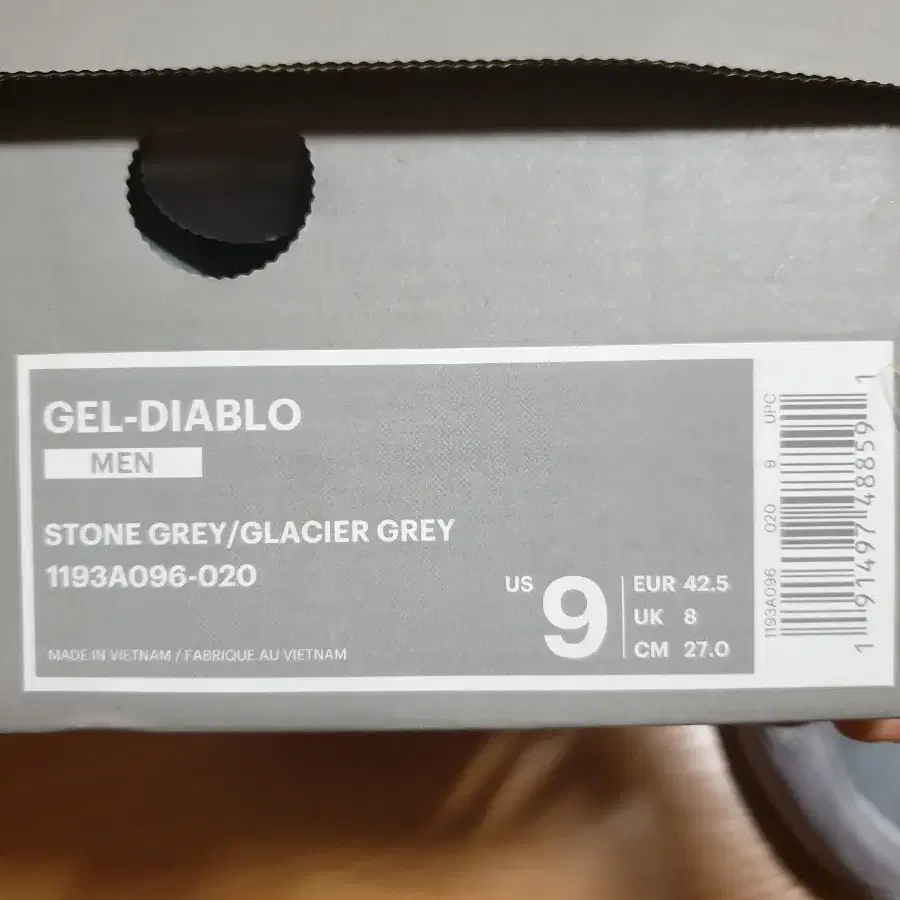 GEL-DIABLO
MEN
STONE GREY/GLACIER GREY
1193A096-020
US 9
EUR 42.5
UK 8
CM 27.0
MADE IN VIETNAM / FABRIQUE AU VIETNAM
1193A096 020 9 UPC
1 91497 48859 1